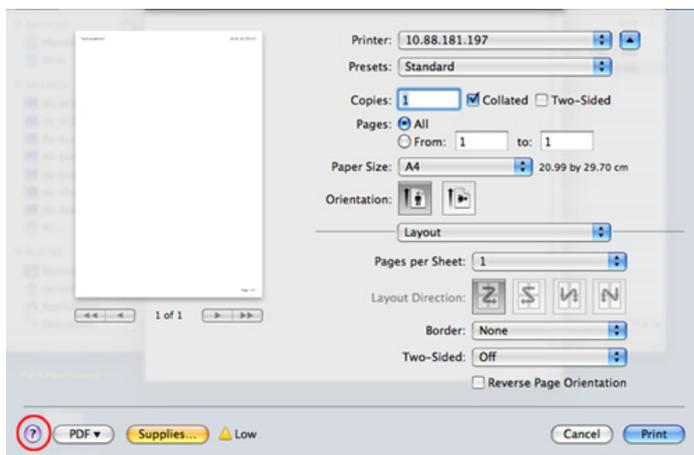 Printer: 10.88.181.197
Presets: Standard
Copies: 1 Collated Two-Sided
Pages: All
From: 1 to: 1
Paper Size: A4 20.99 by 29.70 cm
Orientation:
Layout
Pages per Sheet: 1
Layout Direction:
Border: None
Two-Sided: Off
Reverse Page Orientation
1 of 1
? PDF Supplies... Low Cancel Print